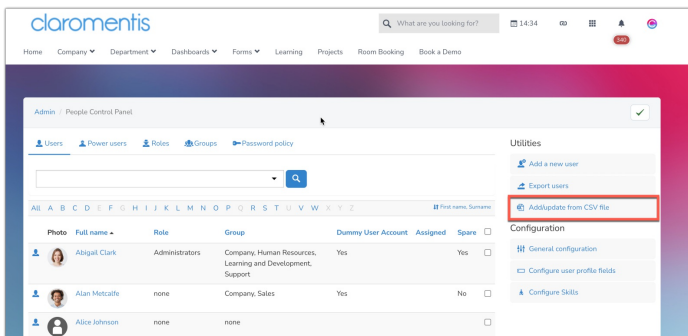 claromentis
What are you looking for?
14:34
540
Home Company Department Dashboards Forms Learning Projects Room Booking Book a Demo
Admin / People Control Panel
Users Power users Roles Groups Password policy
All A B C D E F G H I J K L M N O P Q R S T U V W X Y Z First name, Surname
Photo Full name Role Group Dummy User Account Assigned Spare
Abigail Clark Administrators Company, Human Resources, Yes Yes
Learning and Development,
Support
Alan Metcalfe none Company, Sales Yes No
Alice Johnson none none
Utilities
Add a new user
Export users
Add/update from CSV file
Configuration
General configuration
Configure user profile fields
Configure Skills